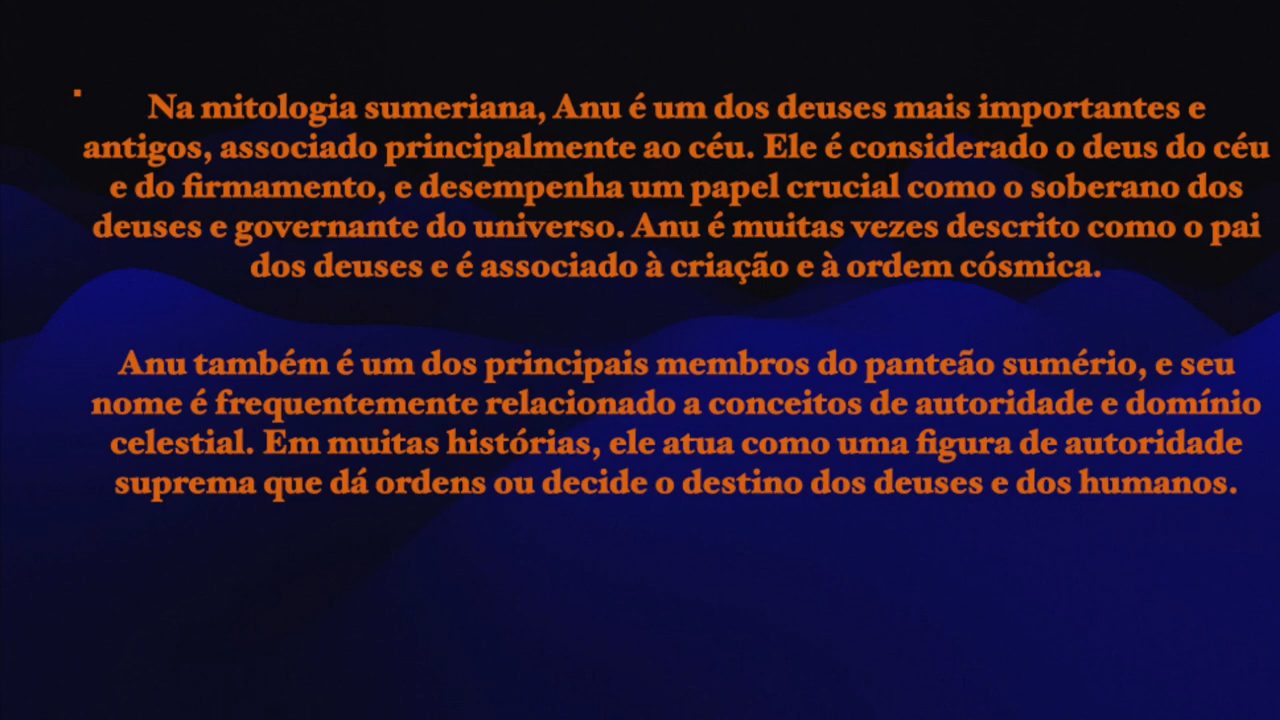 Na mitologia sumeriana, Anu é um dos deuses mais importantes e
antigos, associado principalmente ao céu. Ele é considerado o deus do céu
e do firmamento, e desempenha um papel crucial como o soberano dos
deuses e governante do universo. Anu é muitas vezes descrito como o pai
dos deuses e é associado à criação e à ordem cósmica.
Anu também é um dos principais membros do panteão sumério, e seu
nome é frequentemente relacionado a conceitos de autoridade e domínio
celestial. Em muitas histórias, ele atua como uma figura de autoridade
suprema que dá ordens ou decide o destino dos deuses e dos humanos.